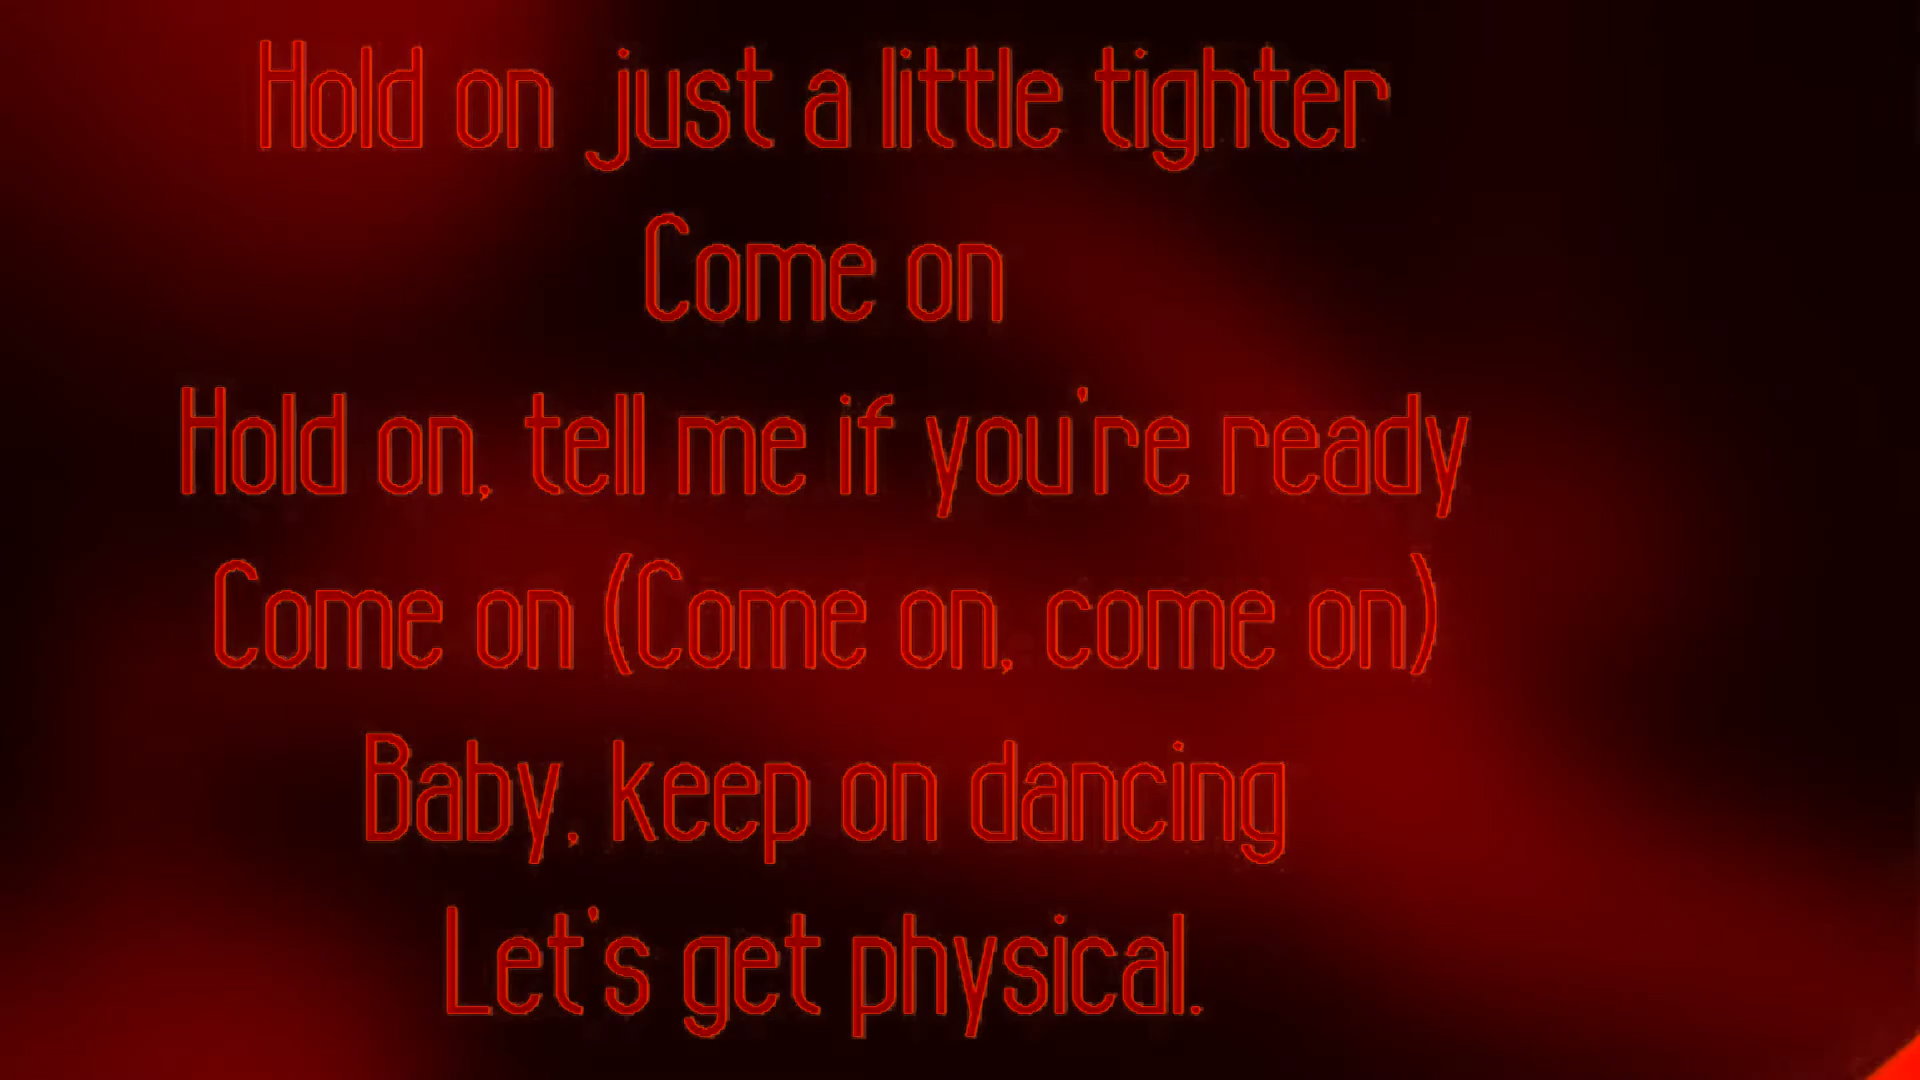 Hold on just a little tighter
Come on
Hold on, tell me if you're ready
Come on (Come on, come on)
Baby, keep on dancing
Let's get physical.